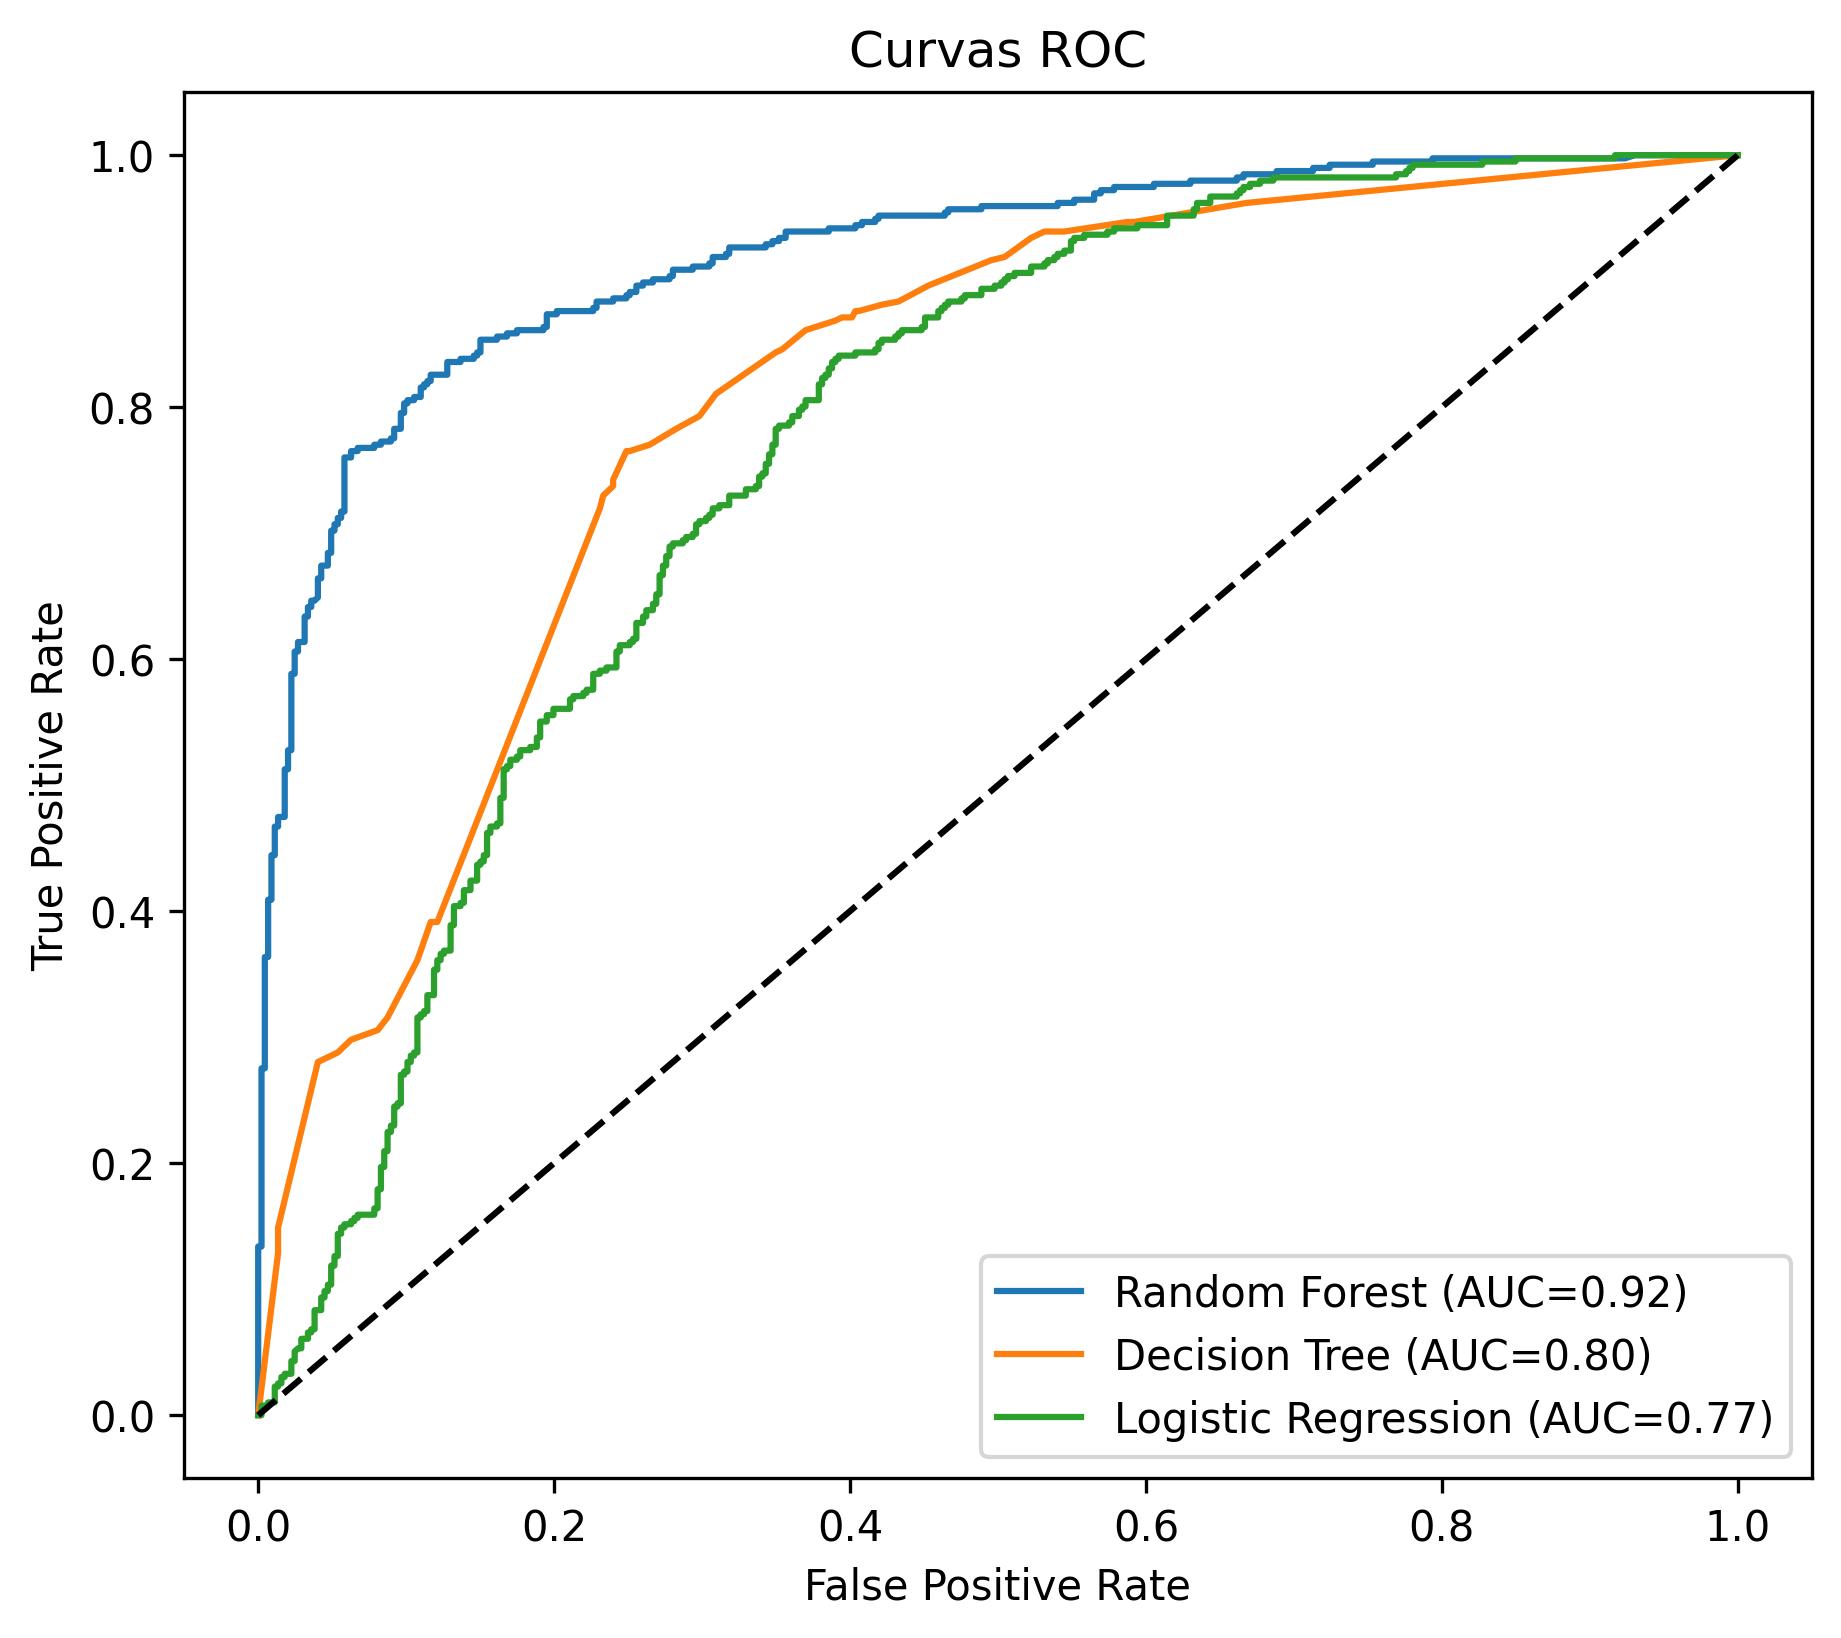 Curvas ROC
True Positive Rate
1.0
0.8
0.6
0.4
0.2
0.0
Random Forest (AUC=0.92)
Decision Tree (AUC=0.80)
Logistic Regression (AUC=0.77)
0.0 0.2 0.4 0.6 0.8 1.0
False Positive Rate